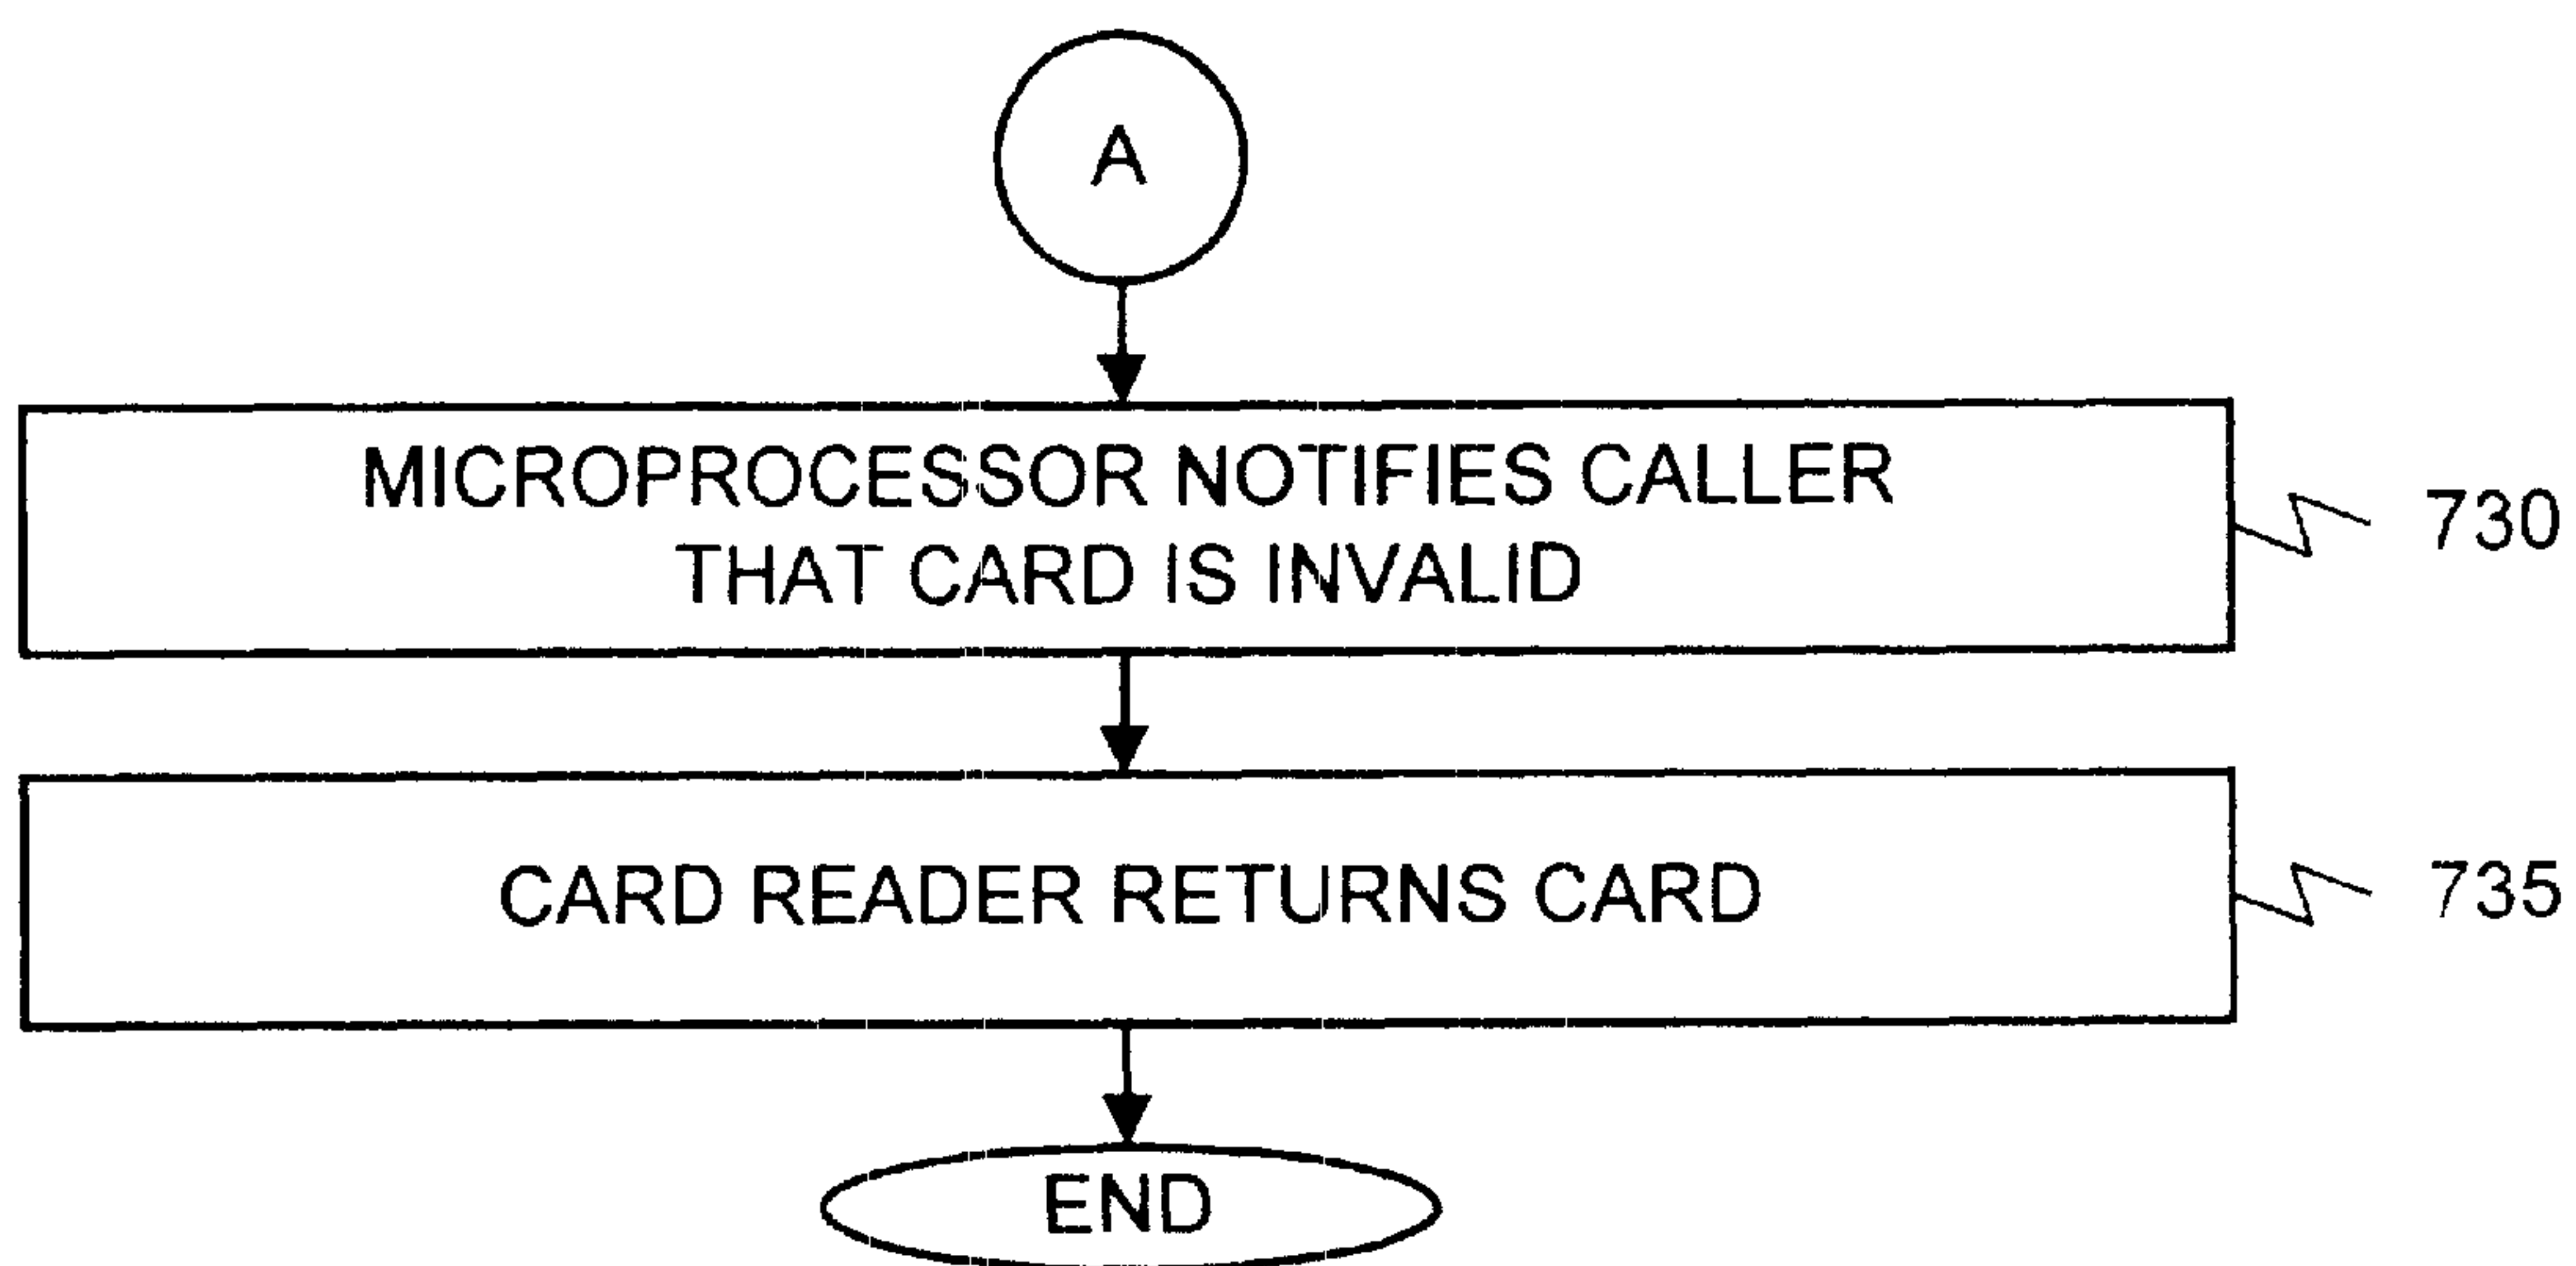 A
MICROPROCESSOR NOTIFIES CALLER
THAT CARD IS INVALID
730
CARD READER RETURNS CARD
735
END